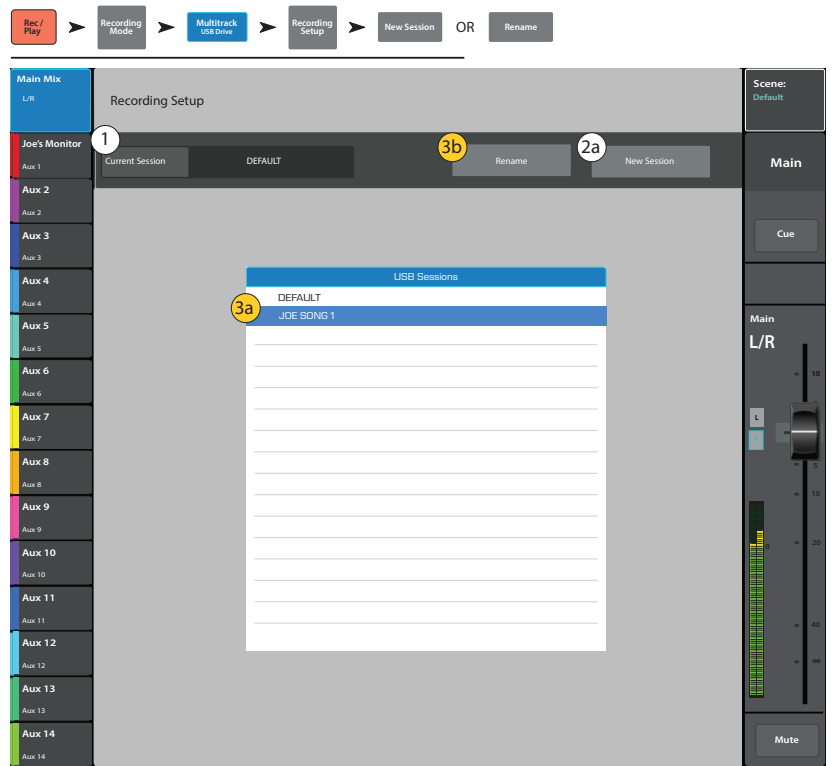 Rec /
Play
Recording
Mode
Multitrack
USB Drive
Recording
Setup
New Session
OR
Rename
Main Mix
L/R
Recording Setup
Scene:
Default
1
Current Session
DEFAULT
3b
Rename
2a
New Session
Joe's Monitor
Aux 1
Aux 2
Aux 2
Aux 3
Aux 3
Aux 4
Aux 4
Aux 5
Aux 5
Aux 6
Aux 6
Aux 7
Aux 7
Aux 8
Aux 8
Aux 9
Aux 9
Aux 10
Aux 10
Aux 11
Aux 11
Aux 12
Aux 12
Aux 13
Aux 13
Aux 14
Aux 14
USB Sessions
DEFAULT
3a
JOE SONG 1
Main
Cue
Main
L/R
10
L
5
10
0
20
40
∞
Mute